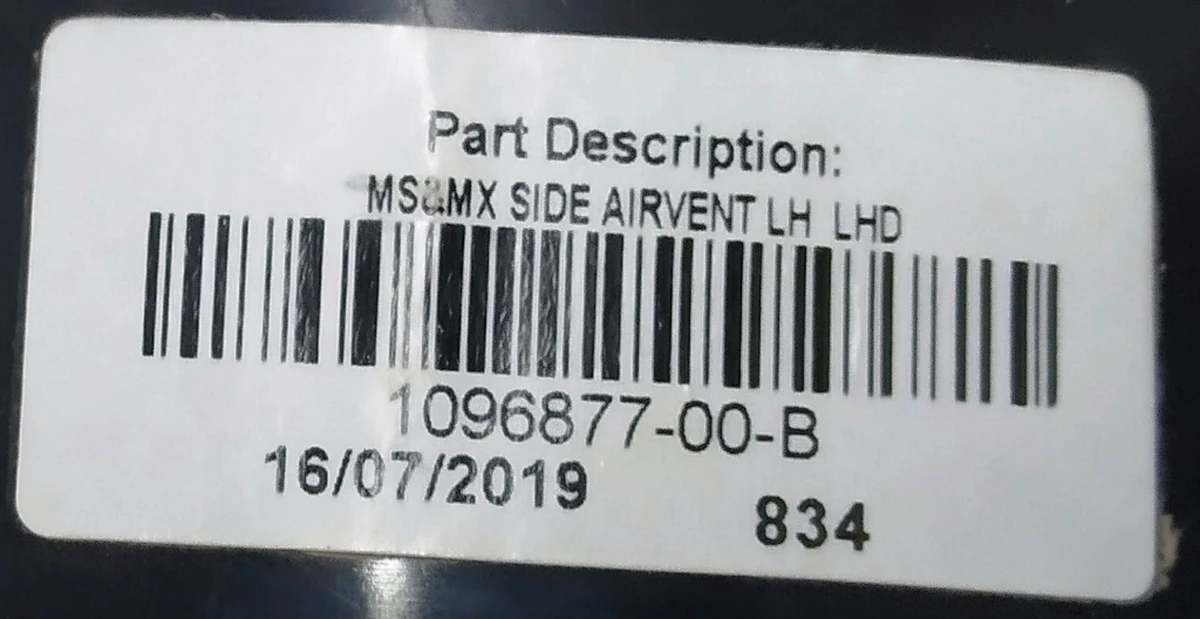 Part Description:
MS&MX SIDE AIRVENT LH LHD
1096877-00-B
16/07/2019
834